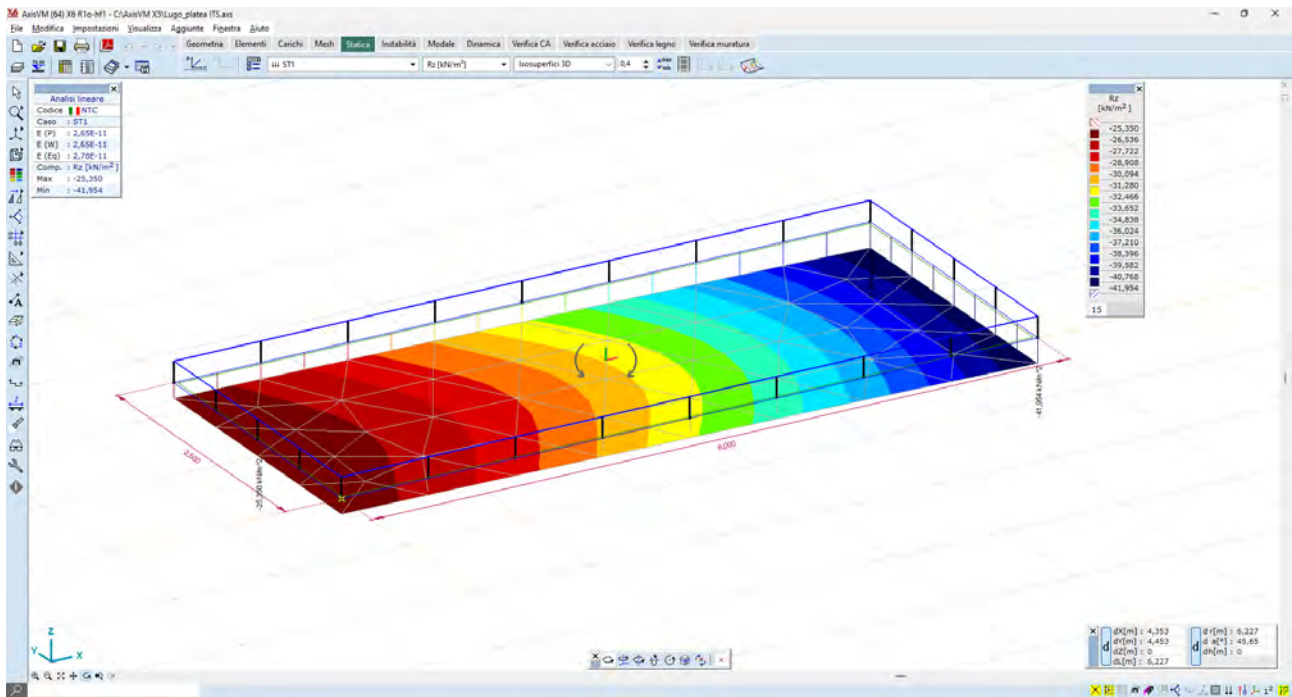 AxisVM (64) X6 R1o-hf1 - C:\AxisVM X5\Lugo_platea ITS.axs
File Modifica Impostazioni Visualizza Aggiunte Finestra Aiuto
Geometria Elementi Carichi Mesh Statica Instabilità Modale Dinamica Verifica CA Verifica acciaio Verifica legno Verifica muratura
ST1 Rz [kN/m²] Isosuperfici 3D 0,4
Analisi lineare
Codice NTC
Caso : ST1
E (P) : 2,65E-11
E (W) : 2,65E-11
E (Eq) : 2,78E-11
Comp. : Rz [kN/m²]
Max : -25,350
Min : -41,954
Rz
[kN/m²]
-25,350
-26,536
-27,722
-28,908
-30,094
-31,280
-32,466
-33,652
-34,838
-36,024
-37,210
-38,396
-39,582
-40,768
-41,954
15
2,500
-25,350 kN/m^2
6,000
-41,954 kN/m^2
Z
Y
X
dX[m] : 4,353
dY[m] : 4,453
dZ[m] : 0
dL[m] : 6,227
d
d r[m] : 6,227
d a[°] : 45,65
dh[m] : 0
d